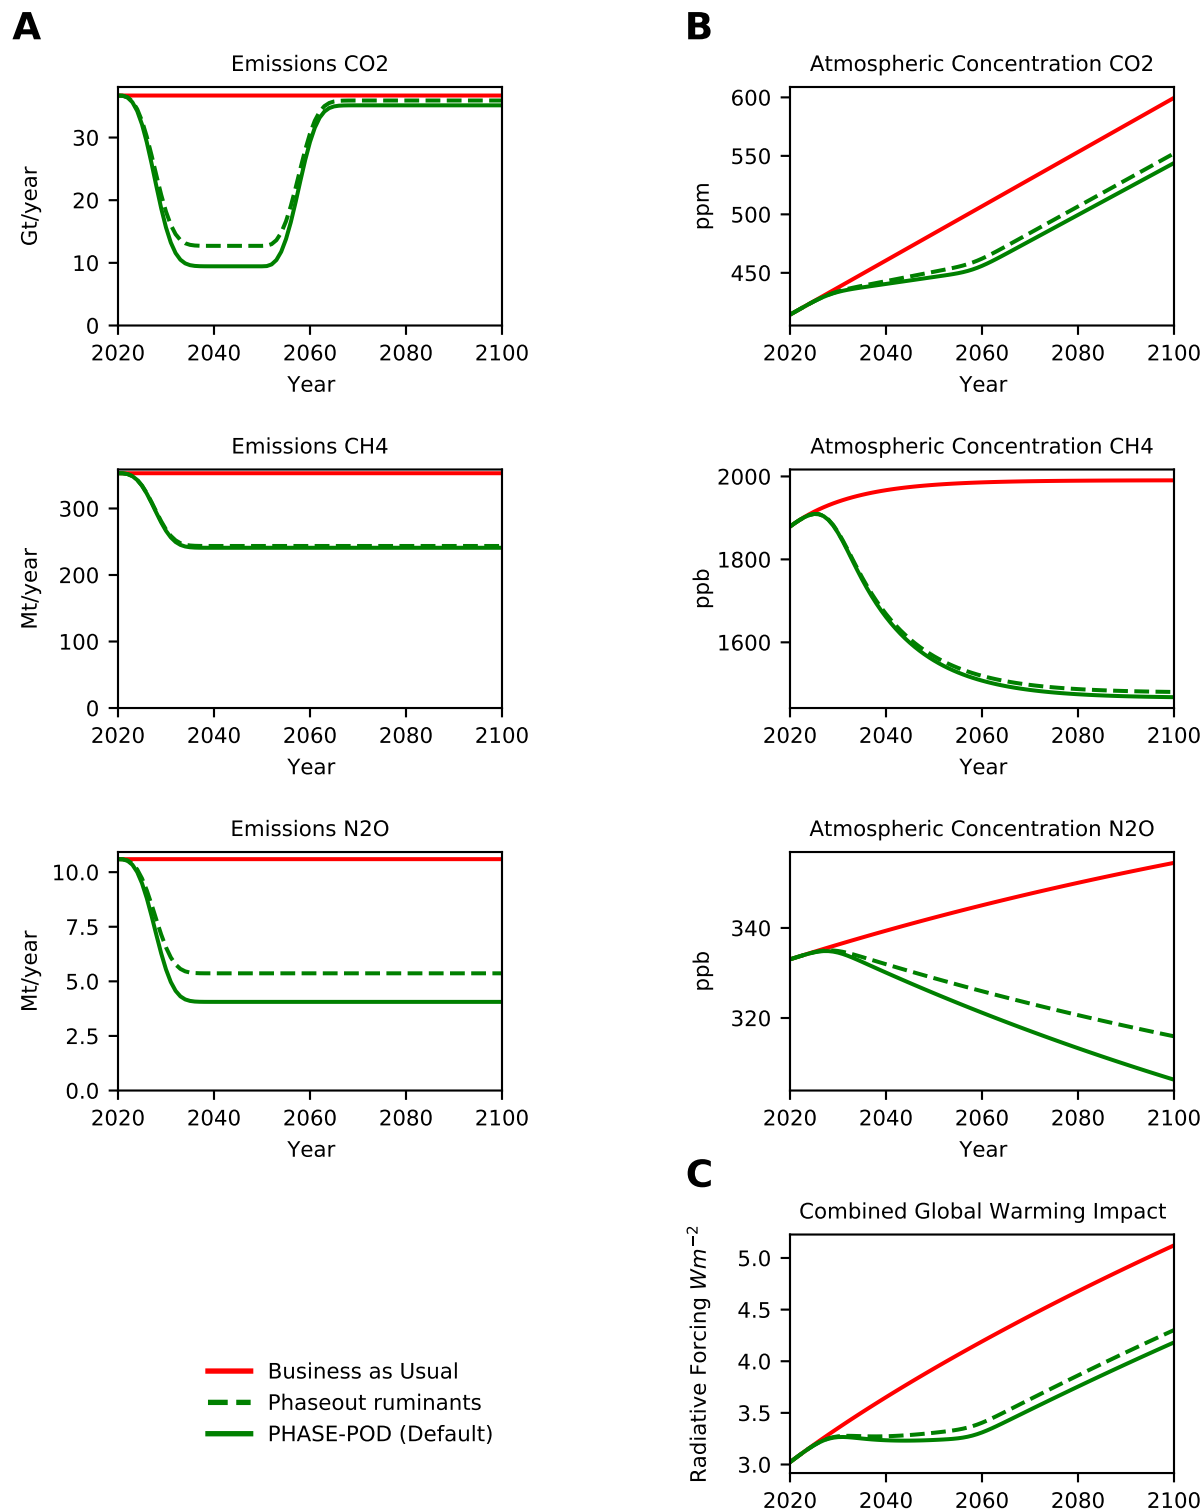 A
B
Emissions CO2
Gt/year
30
20
10
0
2020 2040 2060 2080 2100
Year
Atmospheric Concentration CO2
ppm
600
550
500
450
2020 2040 2060 2080 2100
Year
Emissions CH4
Mt/year
300
200
100
0
2020 2040 2060 2080 2100
Year
Atmospheric Concentration CH4
ppb
2000
1800
1600
2020 2040 2060 2080 2100
Year
Emissions N2O
Mt/year
10.0
7.5
5.0
2.5
0.0
2020 2040 2060 2080 2100
Year
Atmospheric Concentration N2O
ppb
340
320
2020 2040 2060 2080 2100
Year
C
Combined Global Warming Impact
Radiative Forcing Wm⁻²
5.0
4.5
4.0
3.5
3.0
2020 2040 2060 2080 2100
Business as Usual
Phaseout ruminants
PHASE-POD (Default)